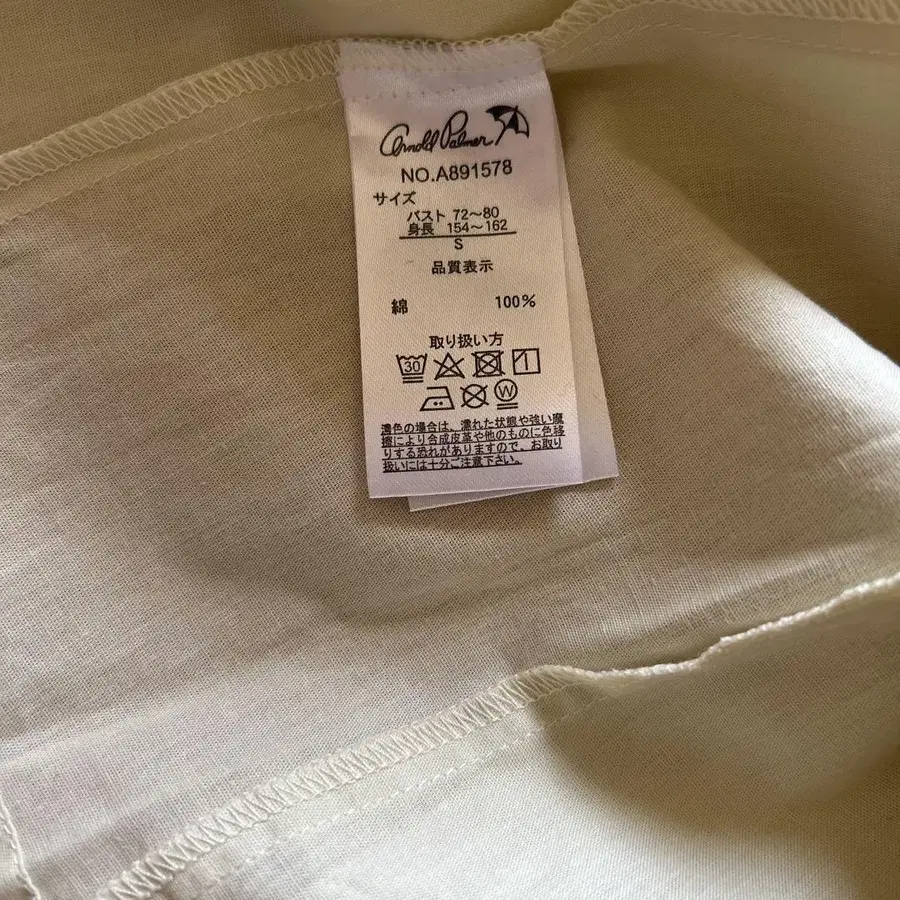 Arnold Palmer
NO.A891578
サイズ
バスト 72～80
身長 154～162
S
品質表示
綿 100%
取り扱い方
30
W
濃色の場合は、濡れた状態や強い摩
擦により合成皮革や他のものに色移
りする恐れがありますので、お取り
扱いには十分ご注意下さい。